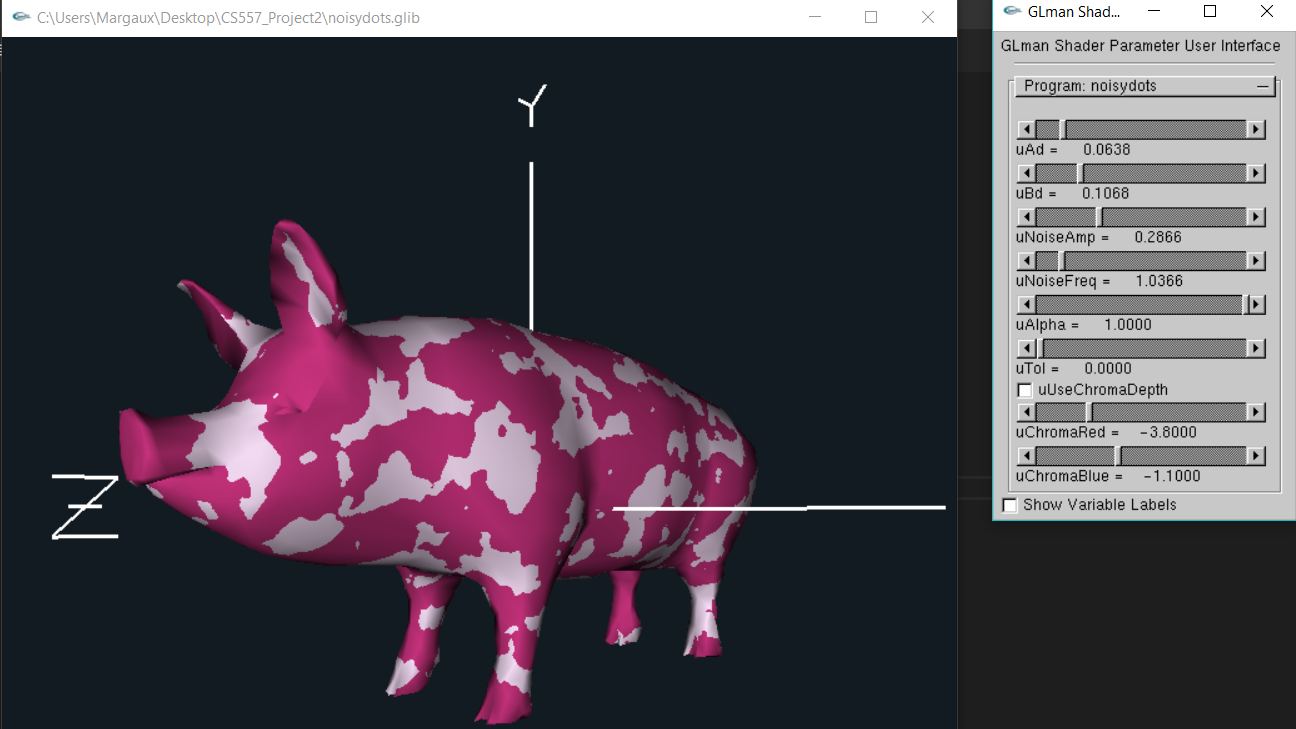 C:\Users\Margaux\Desktop\CS557_Project2\noisydots.glib
Y
Z
GLman Shad...
GLman Shader Parameter User Interface
Program: noisydots
uAd = 0.0638
uBd = 0.1068
uNoiseAmp = 0.2866
uNoiseFreq = 1.0366
uAlpha = 1.0000
uTol = 0.0000
uUseChromaDepth
uChromaRed = -3.8000
uChromaBlue = -1.1000
Show Variable Labels